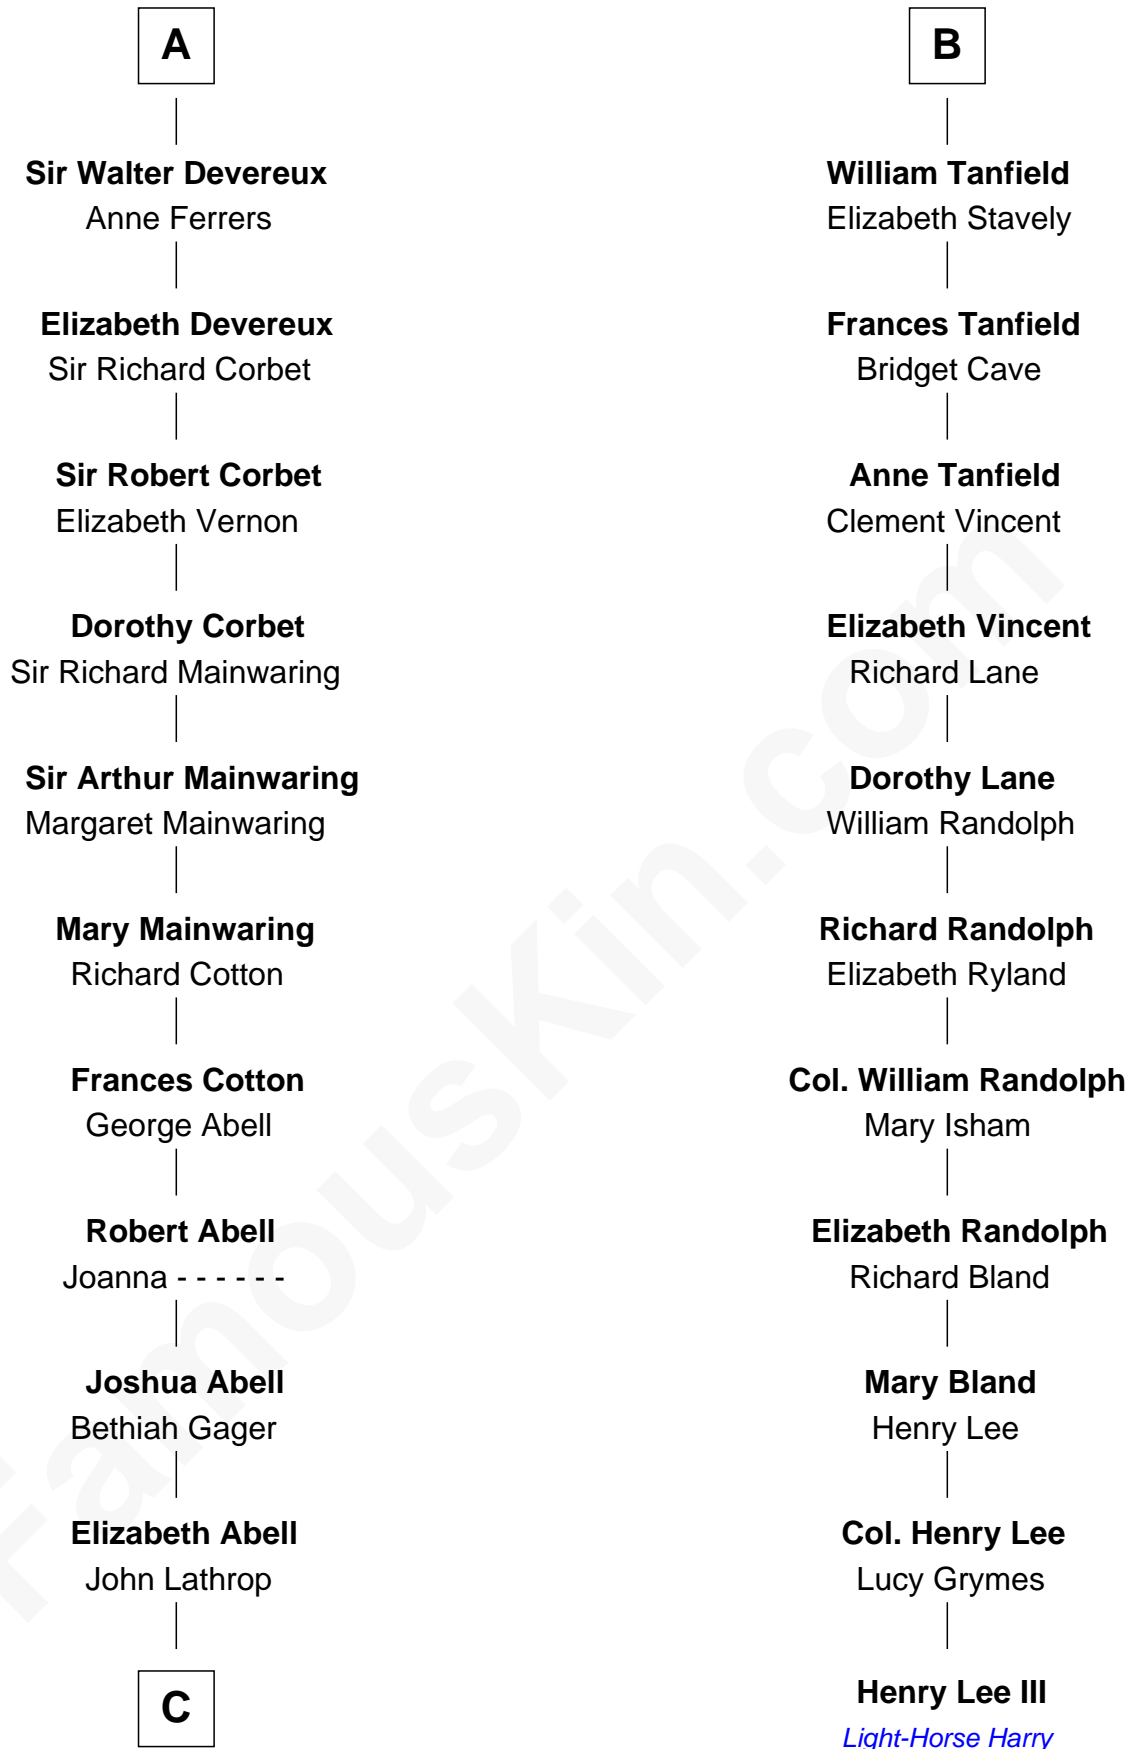 A
Sir Walter Devereux
Anne Ferrers
Elizabeth Devereux
Sir Richard Corbet
Sir Robert Corbet
Elizabeth Vernon
Dorothy Corbet
Sir Richard Mainwaring
Sir Arthur Mainwaring
Margaret Mainwaring
Mary Mainwaring
Richard Cotton
Frances Cotton
George Abell
Robert Abell
Joanna - - - - - -
Joshua Abell
Bethiah Gager
Elizabeth Abell
John Lathrop
C
B
William Tanfield
Elizabeth Stavely
Frances Tanfield
Bridget Cave
Anne Tanfield
Clement Vincent
Elizabeth Vincent
Richard Lane
Dorothy Lane
William Randolph
Richard Randolph
Elizabeth Ryland
Col. William Randolph
Mary Isham
Elizabeth Randolph
Richard Bland
Mary Bland
Henry Lee
Col. Henry Lee
Lucy Grymes
Henry Lee III
Light-Horse Harry
FamousKin.com